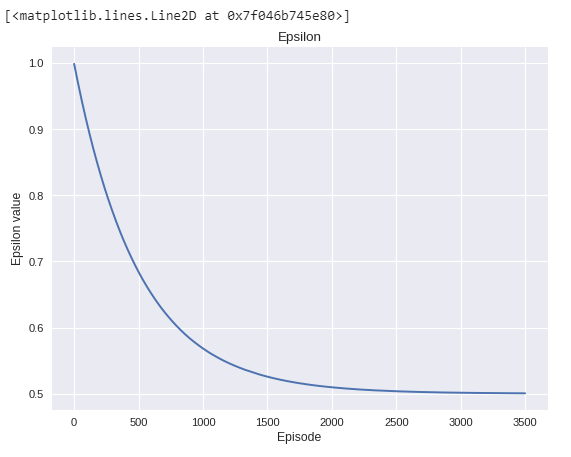 [<matplotlib.lines.Line2D at 0x7f046b745e80>]
Epsilon
Epsilon value
1.0
0.9
0.8
0.7
0.6
0.5
0 500 1000 1500 2000 2500 3000 3500
Episode